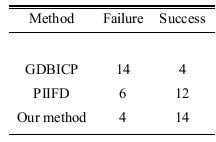 Method Failure Success
GDBICP 14 4
PIIFD 6 12
Our method 4 14